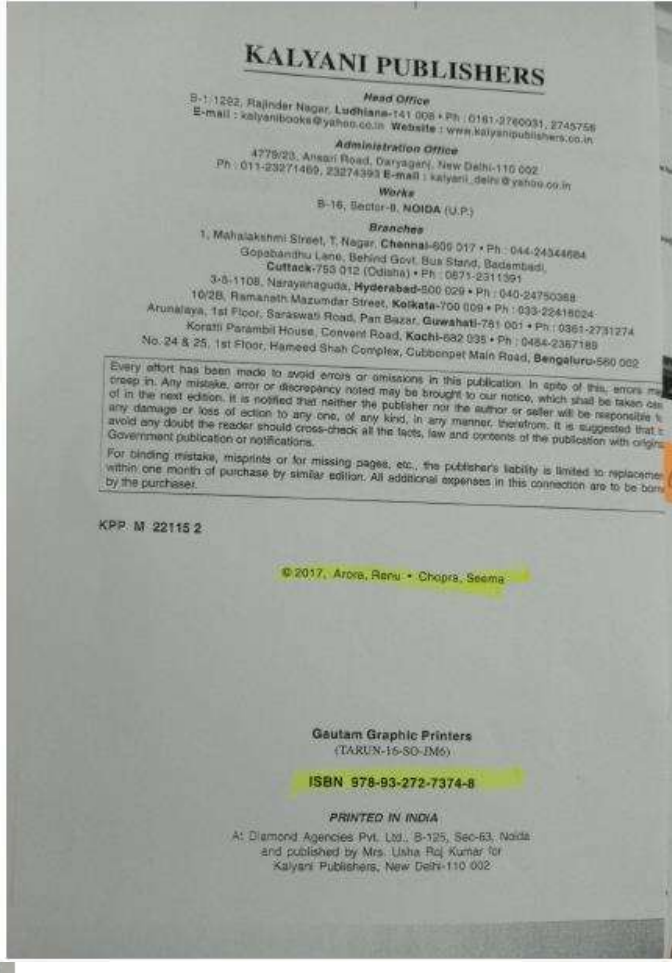 KALYANI PUBLISHERS
Head Office
B-1/1292, Rajinder Nagar, Ludhiana-141 008 • Ph : 0161-2760031, 2745756
E-mail : kalyanibooks@yahoo.co.in Website : www.kalyanipublishers.co.in
Administration Office
4779/23, Ansari Road, Daryaganj, New Delhi-110 002
Ph : 011-23271469, 23274393 E-mail : kalyani_delhi@yahoo.co.in
Works
B-16, Sector-8, NOIDA (U.P.)
Branches
1, Mahalakshmi Street, T. Nagar, Chennai-600 017 • Ph : 044-24344684
Gopabandhu Lane, Behind Govt. Bus Stand, Badambadi,
Cuttack-753 012 (Odisha) • Ph : 0671-2311391
3-5-1108, Narayanaguda, Hyderabad-500 029 • Ph : 040-24750368
10/2B, Ramanath Mazumdar Street, Kolkata-700 009 • Ph : 033-22416024
Arunalaya, 1st Floor, Saraswati Road, Pan Bazar, Guwahati-781 001 • Ph : 0361-2731274
Koratti Parambil House, Convent Road, Kochi-682 035 • Ph : 0484-2367189
No. 24 & 25, 1st Floor, Hameed Shah Complex, Cubbonpet Main Road, Bengaluru-560 002
Every effort has been made to avoid errors or omissions in this publication. In spite of this, errors
creep in. Any mistake, error or discrepancy noted may be brought to our notice, which shall be taken
of in the next edition. It is notified that neither the publisher nor the author or seller will be responsible
any damage or loss of action to any one, of any kind, in any manner, therefrom. It is suggested that
avoid any doubt the reader should cross-check all the facts, law and contents of the publication with
Government publication or notifications.
For binding mistake, misprints or for missing pages, etc., the publisher's liability is limited to
within one month of purchase by similar edition. All additional expenses in this connection are to be
by the purchaser.
KPP. M 22115 2
© 2017, Arora, Renu • Chopra, Seema
Gautam Graphic Printers
(TARUN-16-SO-JM6)
ISBN 978-93-272-7374-8
PRINTED IN INDIA
At Diamond Agencies Pvt. Ltd., B-125, Sec-63, Noida
and published by Mrs. Usha Raj Kumar for
Kalyani Publishers, New Delhi-110 002